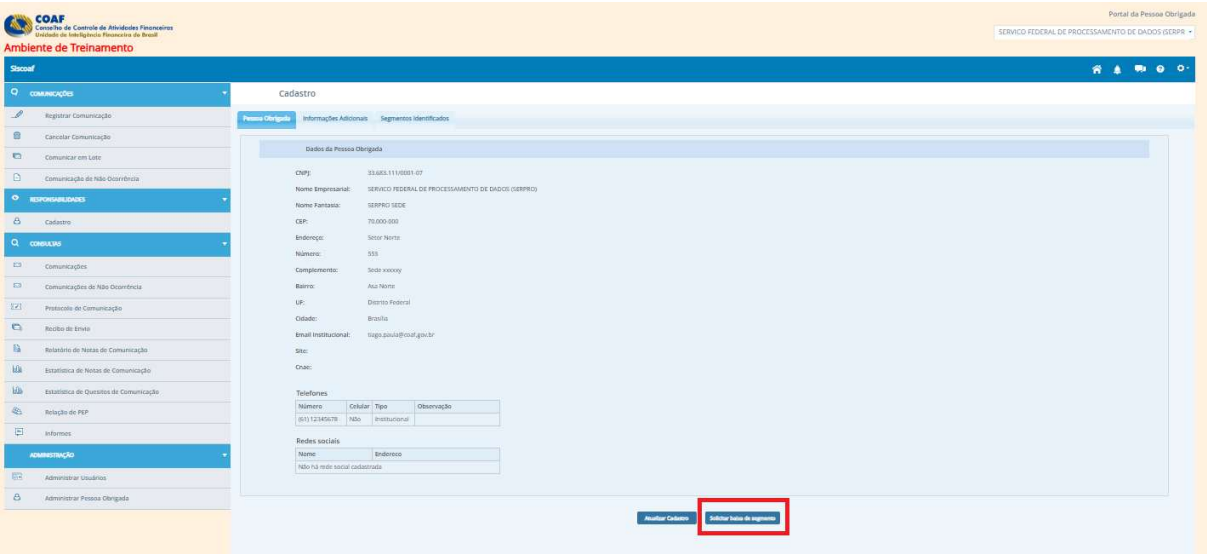 COAF
Conselho de Controle de Atividades Financeiras
Unidade de Inteligência Financeira do Brasil
Ambiente de Treinamento
Portal da Pessoa Obrigada
SERVICO FEDERAL DE PROCESSAMENTO DE DADOS (SERPR
Siscoaf
COMUNICAÇÕES
Registrar Comunicação
Cancelar Comunicação
Comunicar em Lote
Comunicação de Não Ocorrência
RESPONSABILIDADES
Cadastro
CONSULTAS
Comunicações
Comunicações de Não Ocorrência
Protocolo de Comunicação
Recibo de Envio
Relatório de Notas de Comunicação
Estatística de Notas de Comunicação
Estatística de Quesitos de Comunicação
Relação de PEP
Informes
ADMINISTRAÇÃO
Administrar Usuários
Administrar Pessoa Obrigada
Cadastro
Pessoa Obrigada Informações Adicionais Segmentos Identificados
Dados da Pessoa Obrigada
CNPJ: 33.683.111/0001-07
Nome Empresarial: SERVICO FEDERAL DE PROCESSAMENTO DE DADOS (SERPRO)
Nome Fantasia: SERPRO SEDE
CEP: 70.000-000
Endereço: Setor Norte
Número: 555
Complemento: Sede
Bairro: Asa Norte
UF: Distrito Federal
Cidade: Brasília
Email Institucional: tiago.paula@coaf.gov.br
Site:
Cnae:
Telefones
Número Celular Tipo Observação
(61) 12345678 Não Institucional
Redes sociais
Nome Endereco
Não há rede social cadastrada
Atualizar Cadastro Solicitar baixa de segmento